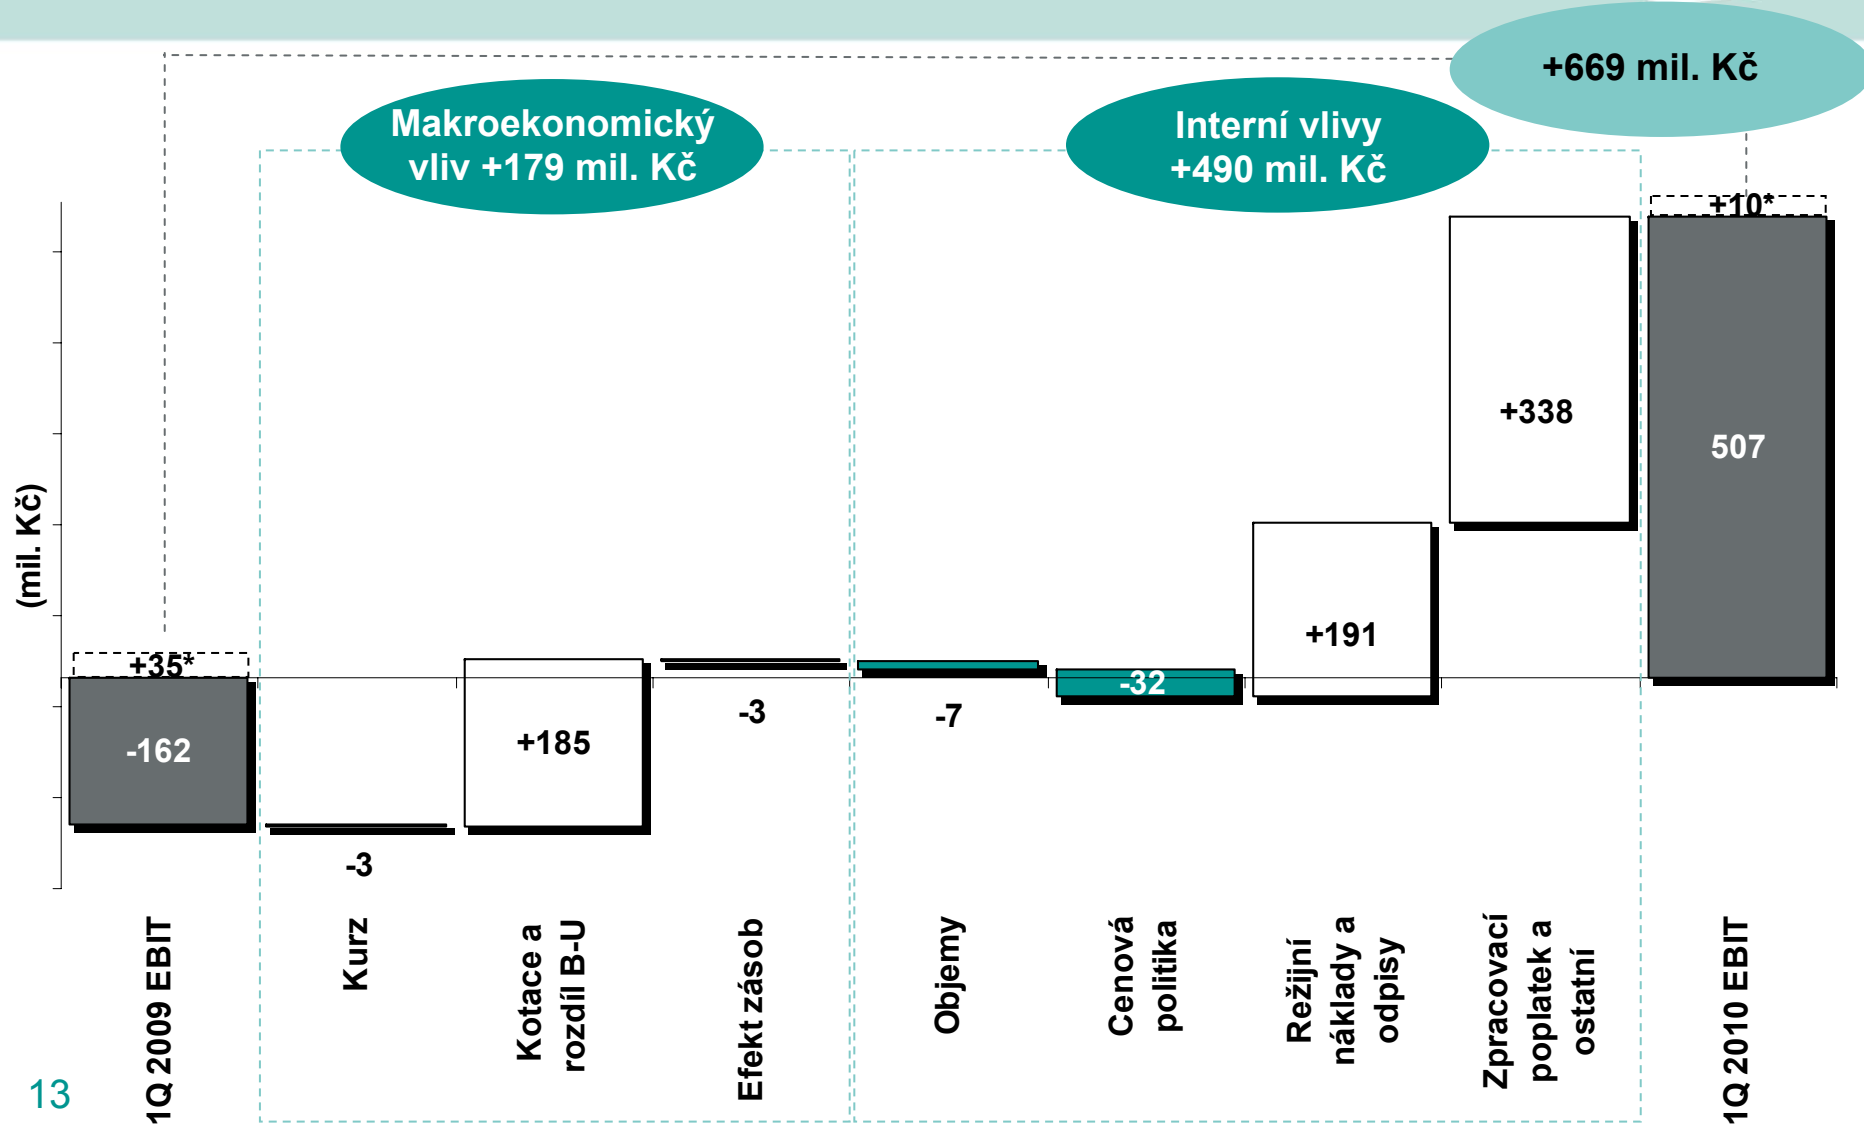 +669 mil. Kč
Makroekonomický
vliv +179 mil. Kč
Interní vlivy
+490 mil. Kč
(mil. Kč)
+35*
-162
-3
+185
-3
-7
-32
+191
+338
+10*
507
1Q 2009 EBIT
Kurz
Kotace a
rozdíl B-U
Efekt zásob
Objemy
Cenová
politika
Režijní
náklady a
odpisy
Zpracovací
poplatek a
ostatní
1Q 2010 EBIT
13